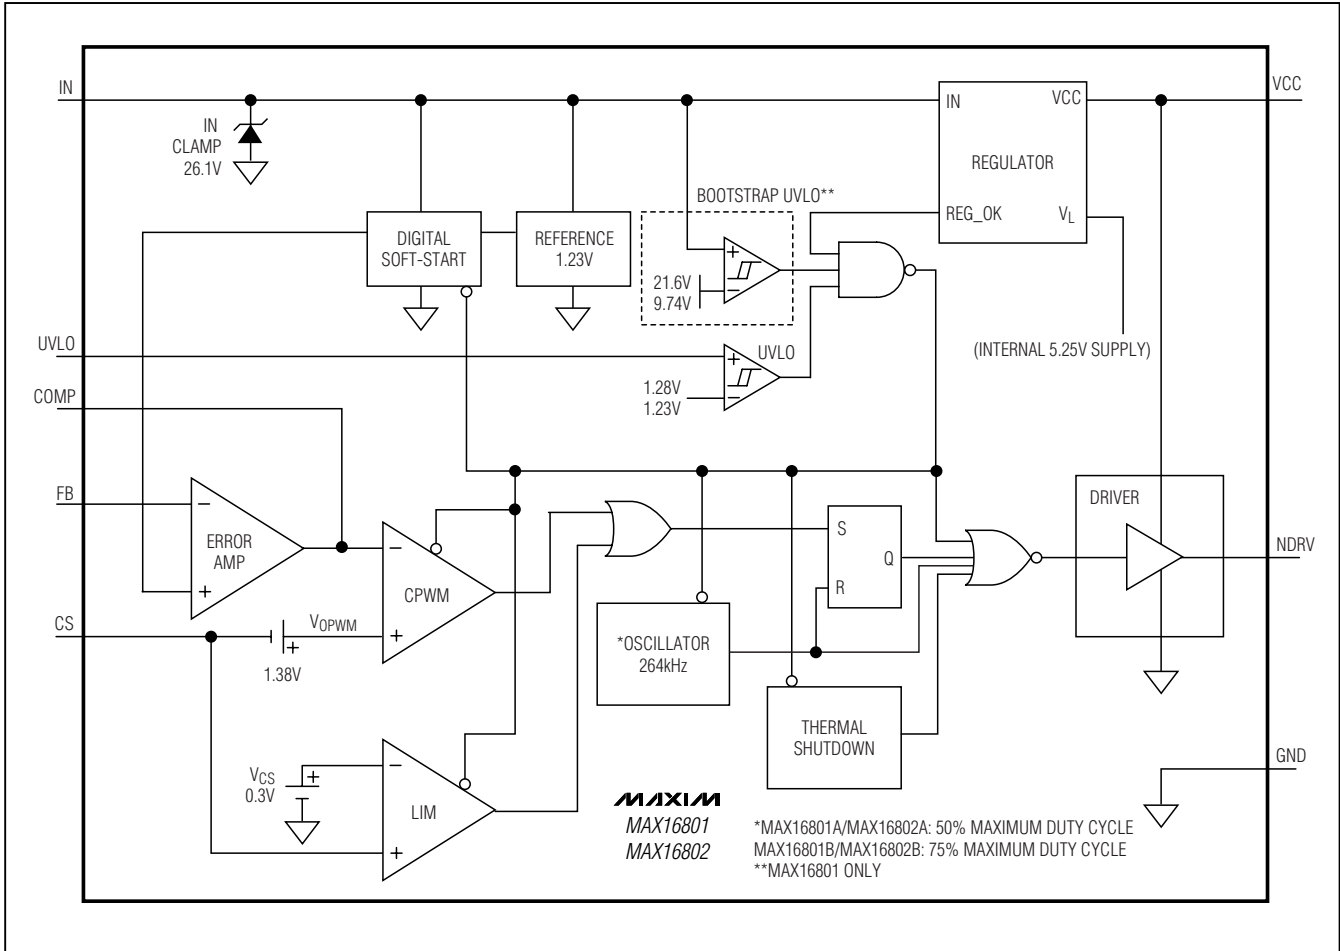 IN
VCC
IN
CLAMP
26.1V
IN
VCC
REGULATOR
REG_OK
VL
BOOTSTRAP UVLO**
DIGITAL
SOFT-START
REFERENCE
1.23V
+
21.6V
9.74V
−
(INTERNAL 5.25V SUPPLY)
UVLO
+
UVLO
1.28V
1.23V
−
COMP
FB
−
ERROR
AMP
+
−
CPWM
+
S
Q
R
DRIVER
NDRV
CS
VOPWM
+
1.38V
*OSCILLATOR
264kHz
THERMAL
SHUTDOWN
VCS
0.3V
+
−
LIM
+
GND
MAXIM
MAX16801
MAX16802
*MAX16801A/MAX16802A: 50% MAXIMUM DUTY CYCLE
MAX16801B/MAX16802B: 75% MAXIMUM DUTY CYCLE
**MAX16801 ONLY